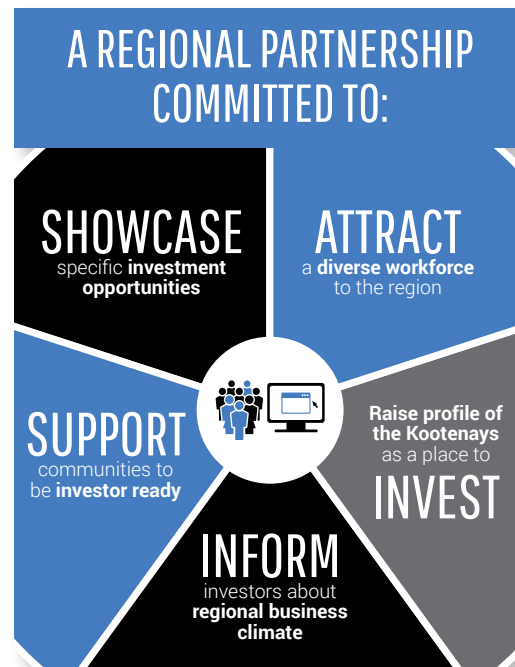 A REGIONAL PARTNERSHIP
COMMITTED TO:
SHOWCASE
specific investment
opportunities
ATTRACT
a diverse workforce
to the region
Raise profile of
the Kootenays
as a place to
INVEST
INFORM
investors about
regional business
climate
SUPPORT
communities to
be investor ready